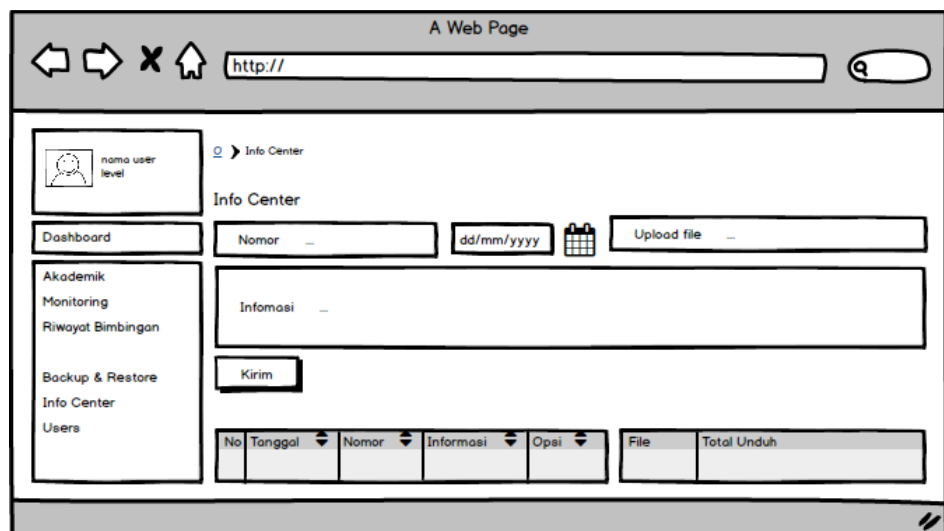 A Web Page
http://
nama user
level
O Info Center
Info Center
Dashboard
Nomor ...
dd/mm/yyyy
Upload file ...
Akademik
Monitoring
Riwayat Bimbingan
Infomasi ...
Backup & Restore
Info Center
Users
Kirim
No Tanggal Nomor Informasi Opsi
File Total Unduh